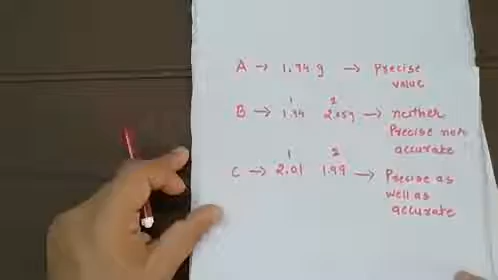 A → 1.94 g → Precise
value
1 2
B → 1.94 2.05g → neither
Precise nor
accurate
1 2
C → 2.01 1.99 → Precise as
well as
accurate